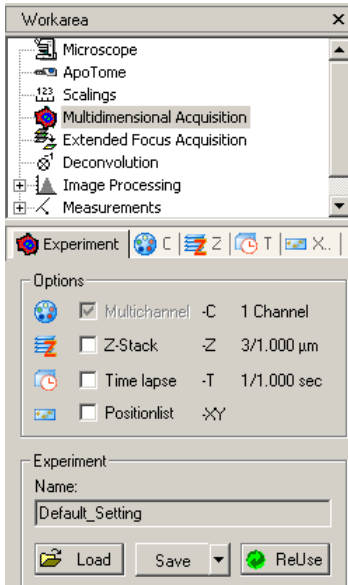 Workarea
Microscope
ApoTome
123 Scalings
Multidimensional Acquisition
Extended Focus Acquisition
Deconvolution
Image Processing
Measurements
Experiment C Z T X..
Options
Multichannel -C 1 Channel
Z-Stack -Z 3/1.000 µm
Time lapse -T 1/1.000 sec
Positionlist -XY
Experiment
Name:
Default_Setting
Load Save ReUse